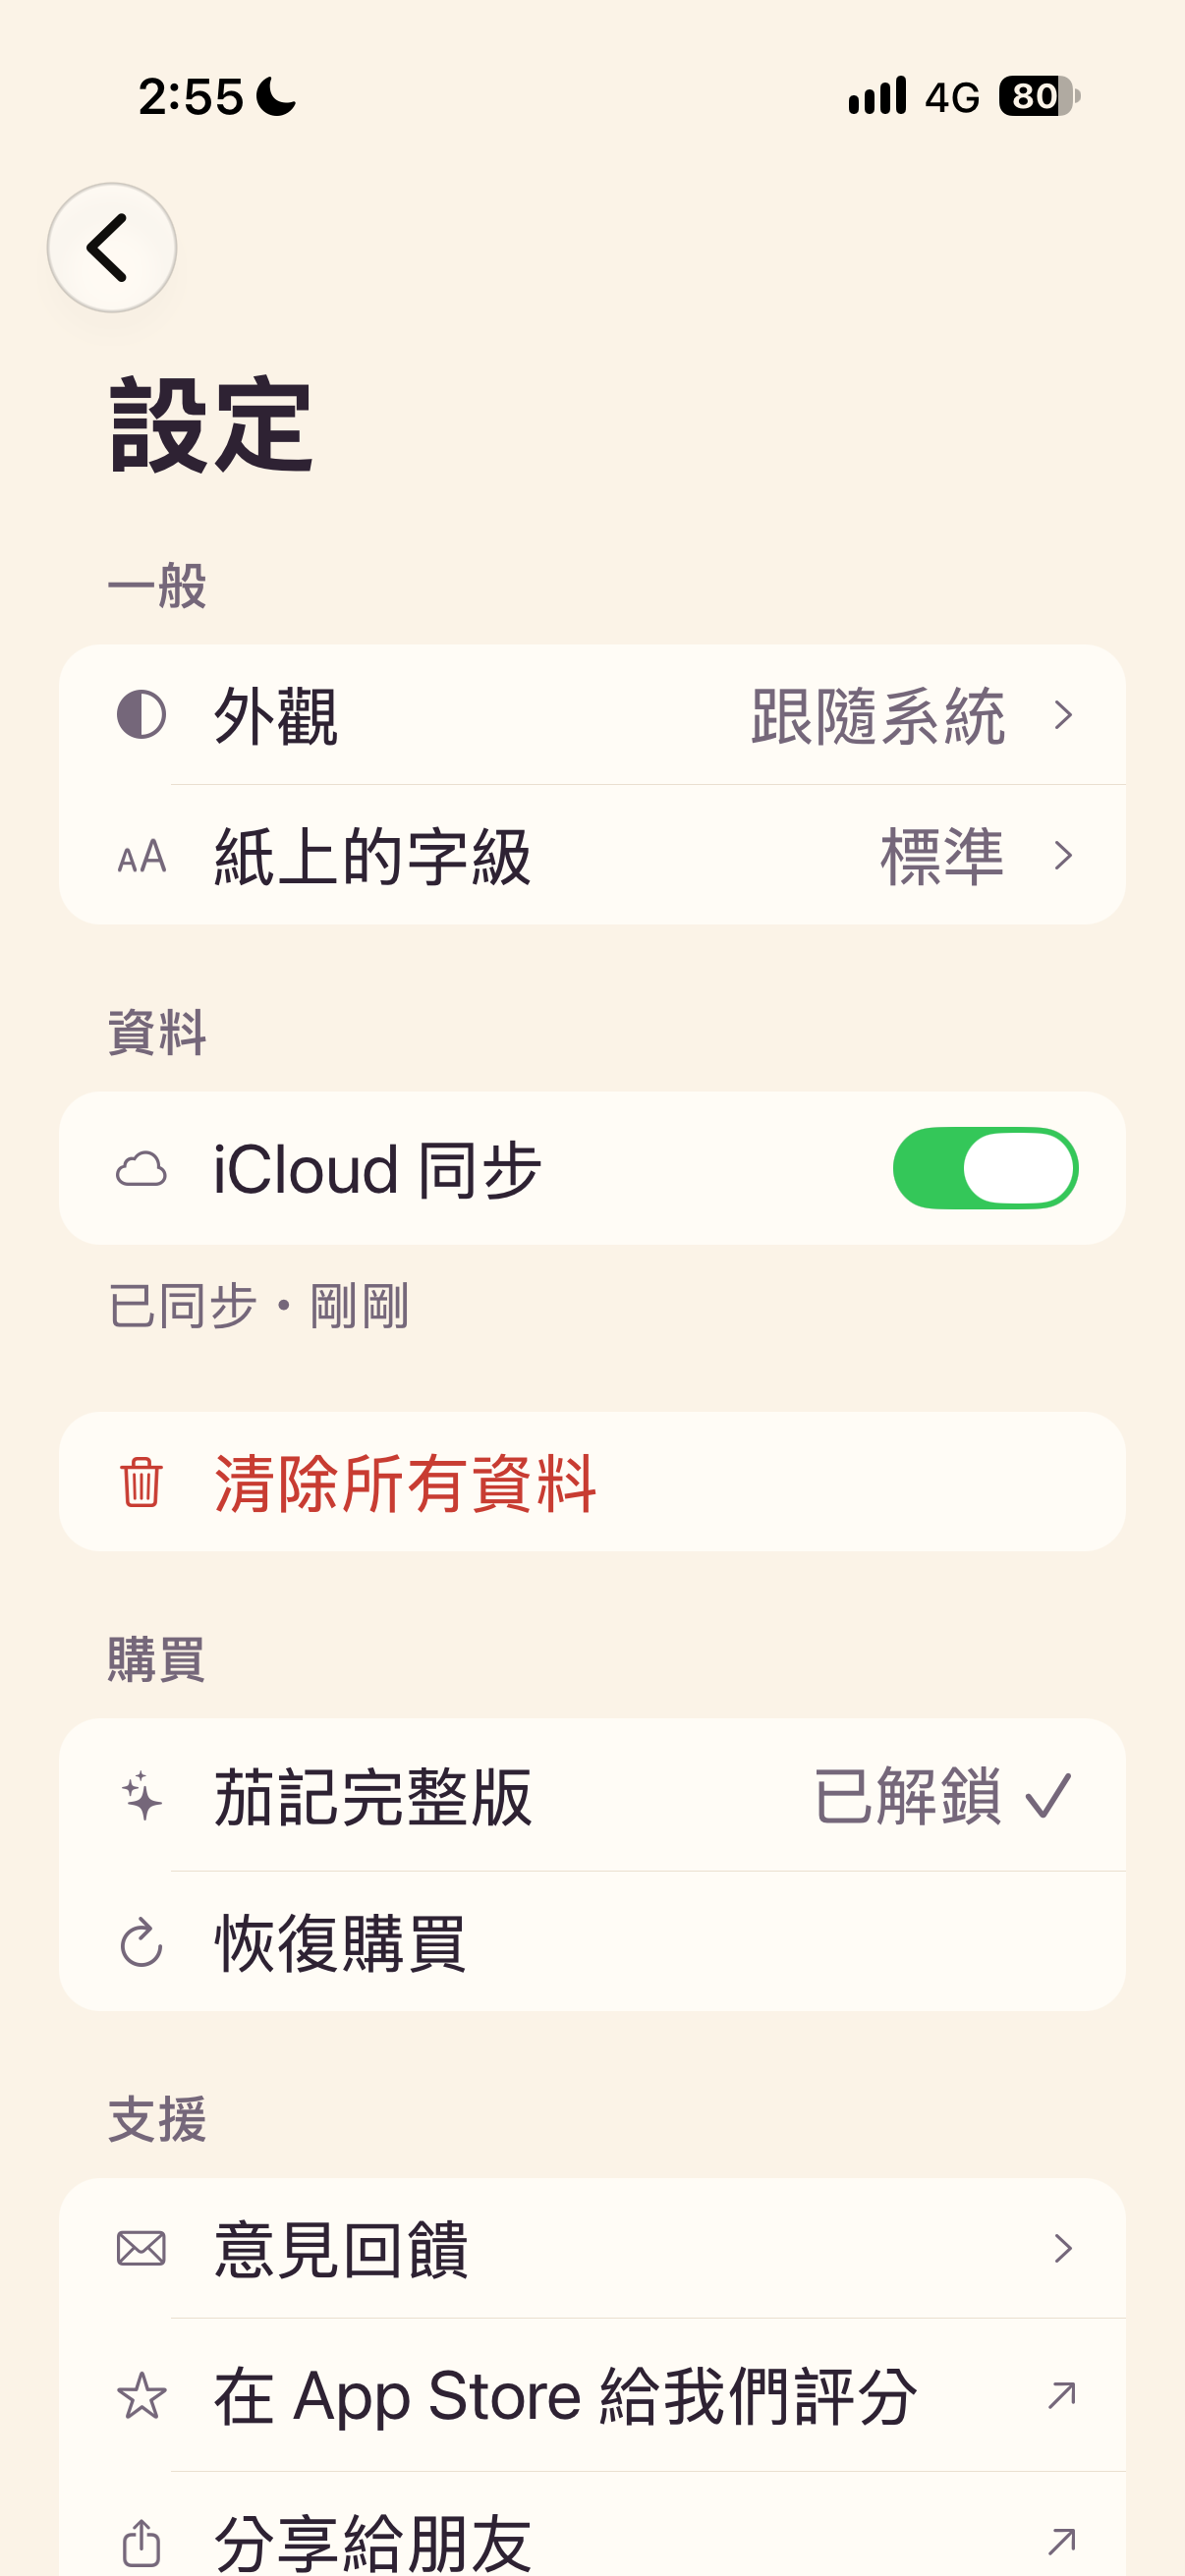 2:55
4G
80
設定
一般
外觀
跟隨系統
紙上的字級
標準
資料
iCloud 同步
已同步・剛剛
清除所有資料
購買
茄記完整版
已解鎖
恢復購買
支援
意見回饋
在 App Store 給我們評分
分享給朋友